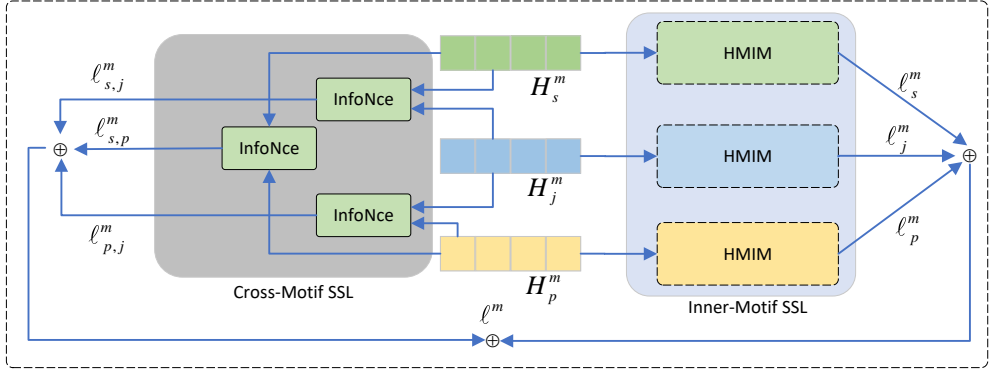 HMIM
InfoNce
InfoNce
HMIM
InfoNce
HMIM
ℓ^m_{s,j}
ℓ^m_{s,p}
ℓ^m_{p,j}
H^m_s
H^m_j
H^m_p
ℓ^m_s
ℓ^m_j
ℓ^m_p
⊕
⊕
Cross-Motif SSL
Inner-Motif SSL
ℓ^m
⊕